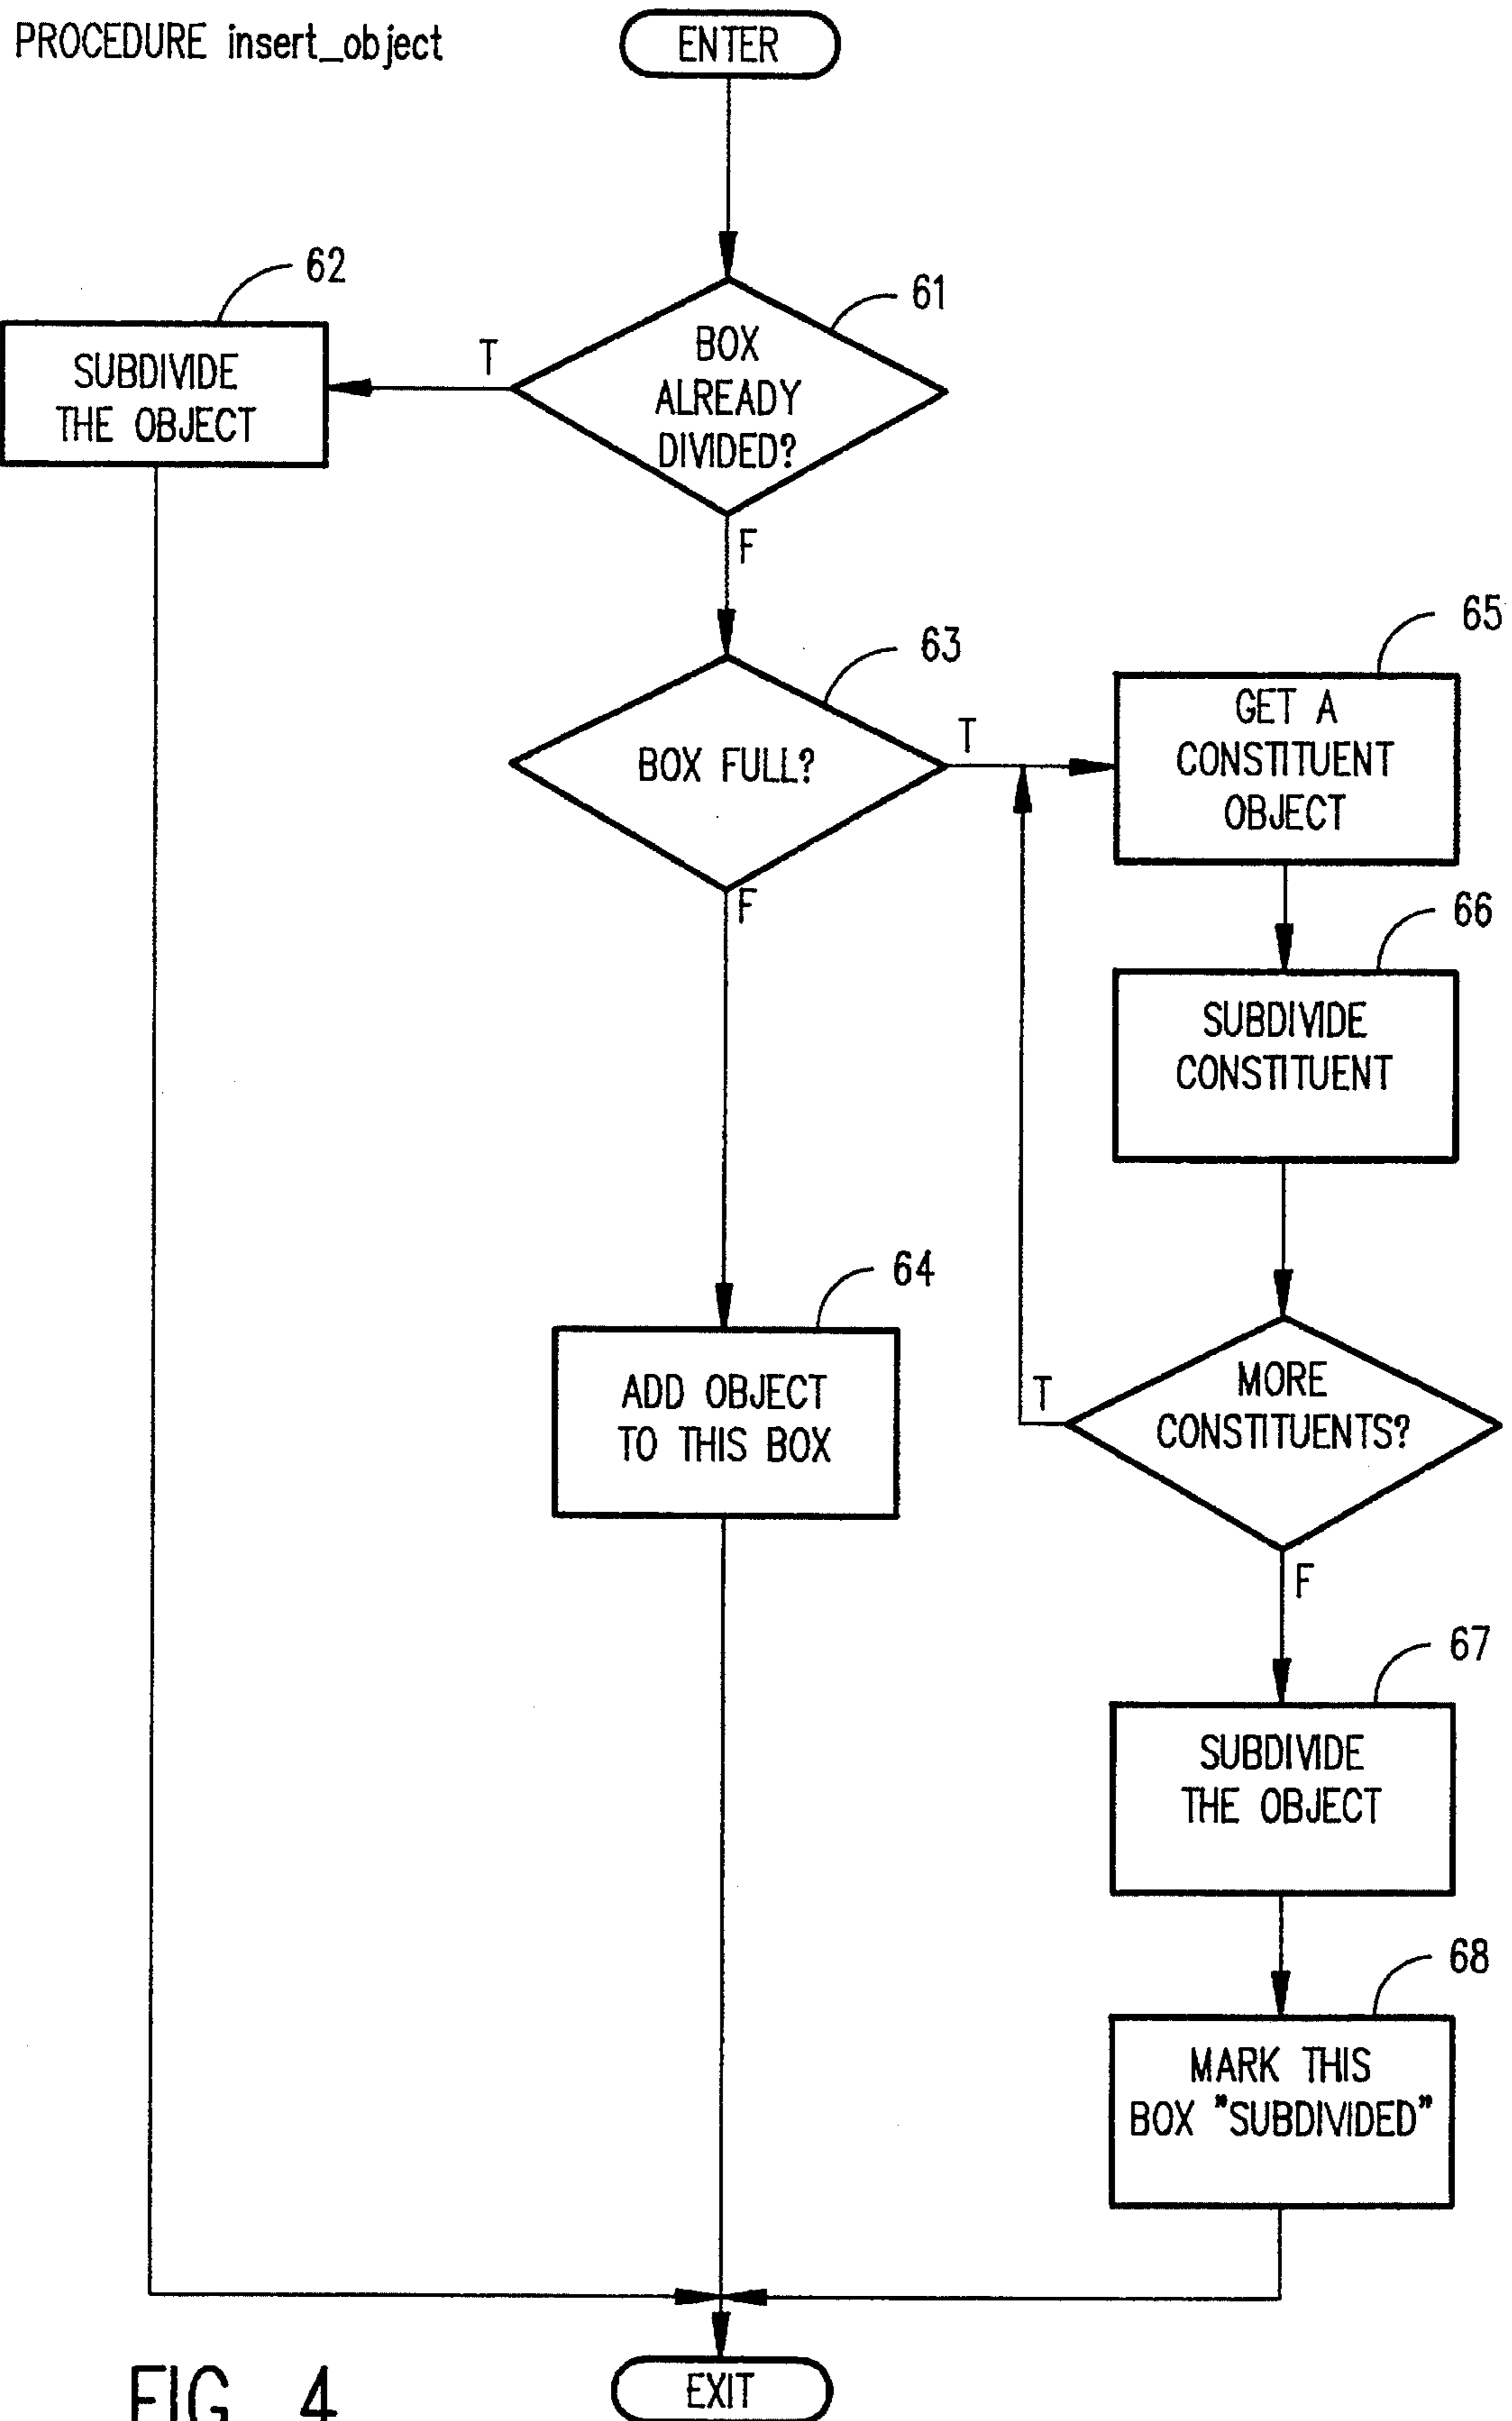 PROCEDURE insert_object
ENTER
62
61
SUBDIVIDE
THE OBJECT
T
BOX
ALREADY
DIVIDED?
F
63
65
BOX FULL?
T
GET A
CONSTITUENT
OBJECT
F
66
SUBDIVIDE
CONSTITUENT
64
ADD OBJECT
TO THIS BOX
T
MORE
CONSTITUENTS?
F
67
SUBDIVIDE
THE OBJECT
68
MARK THIS
BOX "SUBDIVIDED"
EXIT
FIG. 4